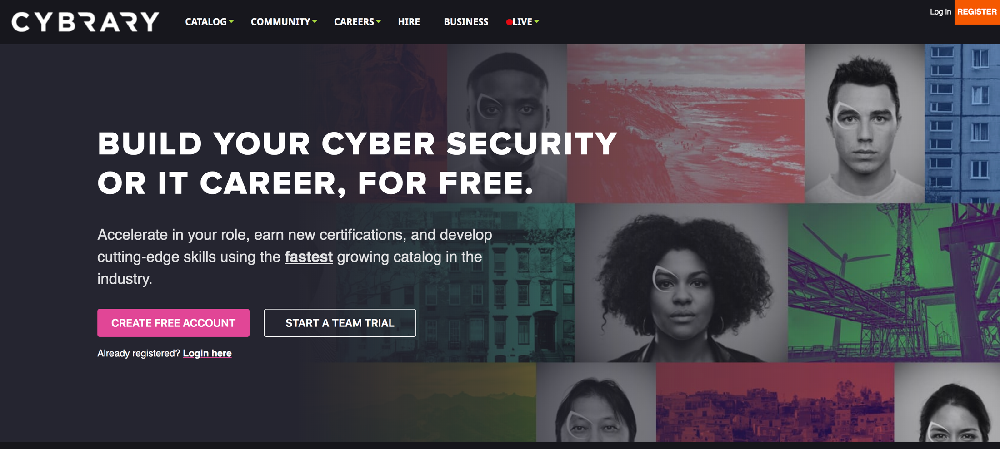 CYBRARY
CATALOG COMMUNITY CAREERS HIRE BUSINESS LIVE
Log in REGISTER
BUILD YOUR CYBER SECURITY
OR IT CAREER, FOR FREE.
Accelerate in your role, earn new certifications, and develop
cutting-edge skills using the fastest growing catalog in the
industry.
CREATE FREE ACCOUNT START A TEAM TRIAL
Already registered? Login here